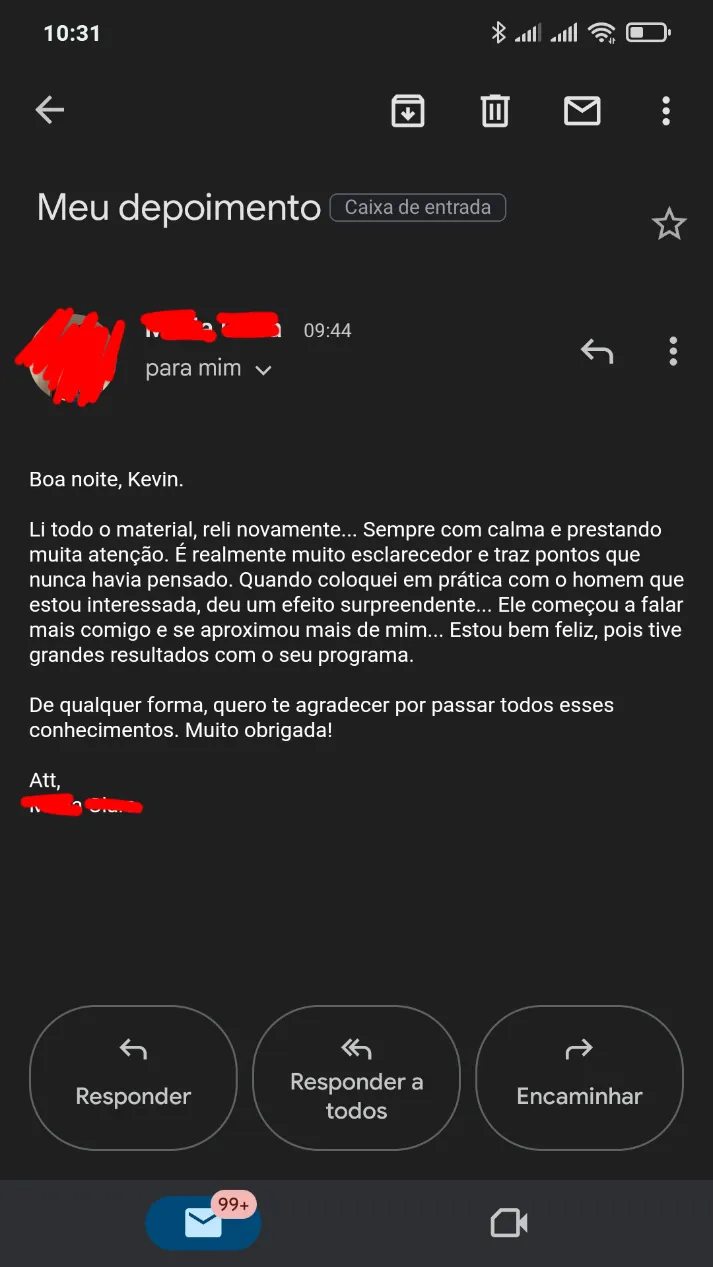 10:31
Meu depoimento Caixa de entrada
09:44
para mim
Boa noite, Kevin.
Li todo o material, reli novamente... Sempre com calma e prestando
muita atenção. É realmente muito esclarecedor e traz pontos que
nunca havia pensado. Quando coloquei em prática com o homem que
estou interessada, deu um efeito surpreendente... Ele começou a falar
mais comigo e se aproximou mais de mim... Estou bem feliz, pois tive
grandes resultados com o seu programa.
De qualquer forma, quero te agradecer por passar todos esses
conhecimentos. Muito obrigada!
Att,
Responder
Responder a
todos
Encaminhar
99+